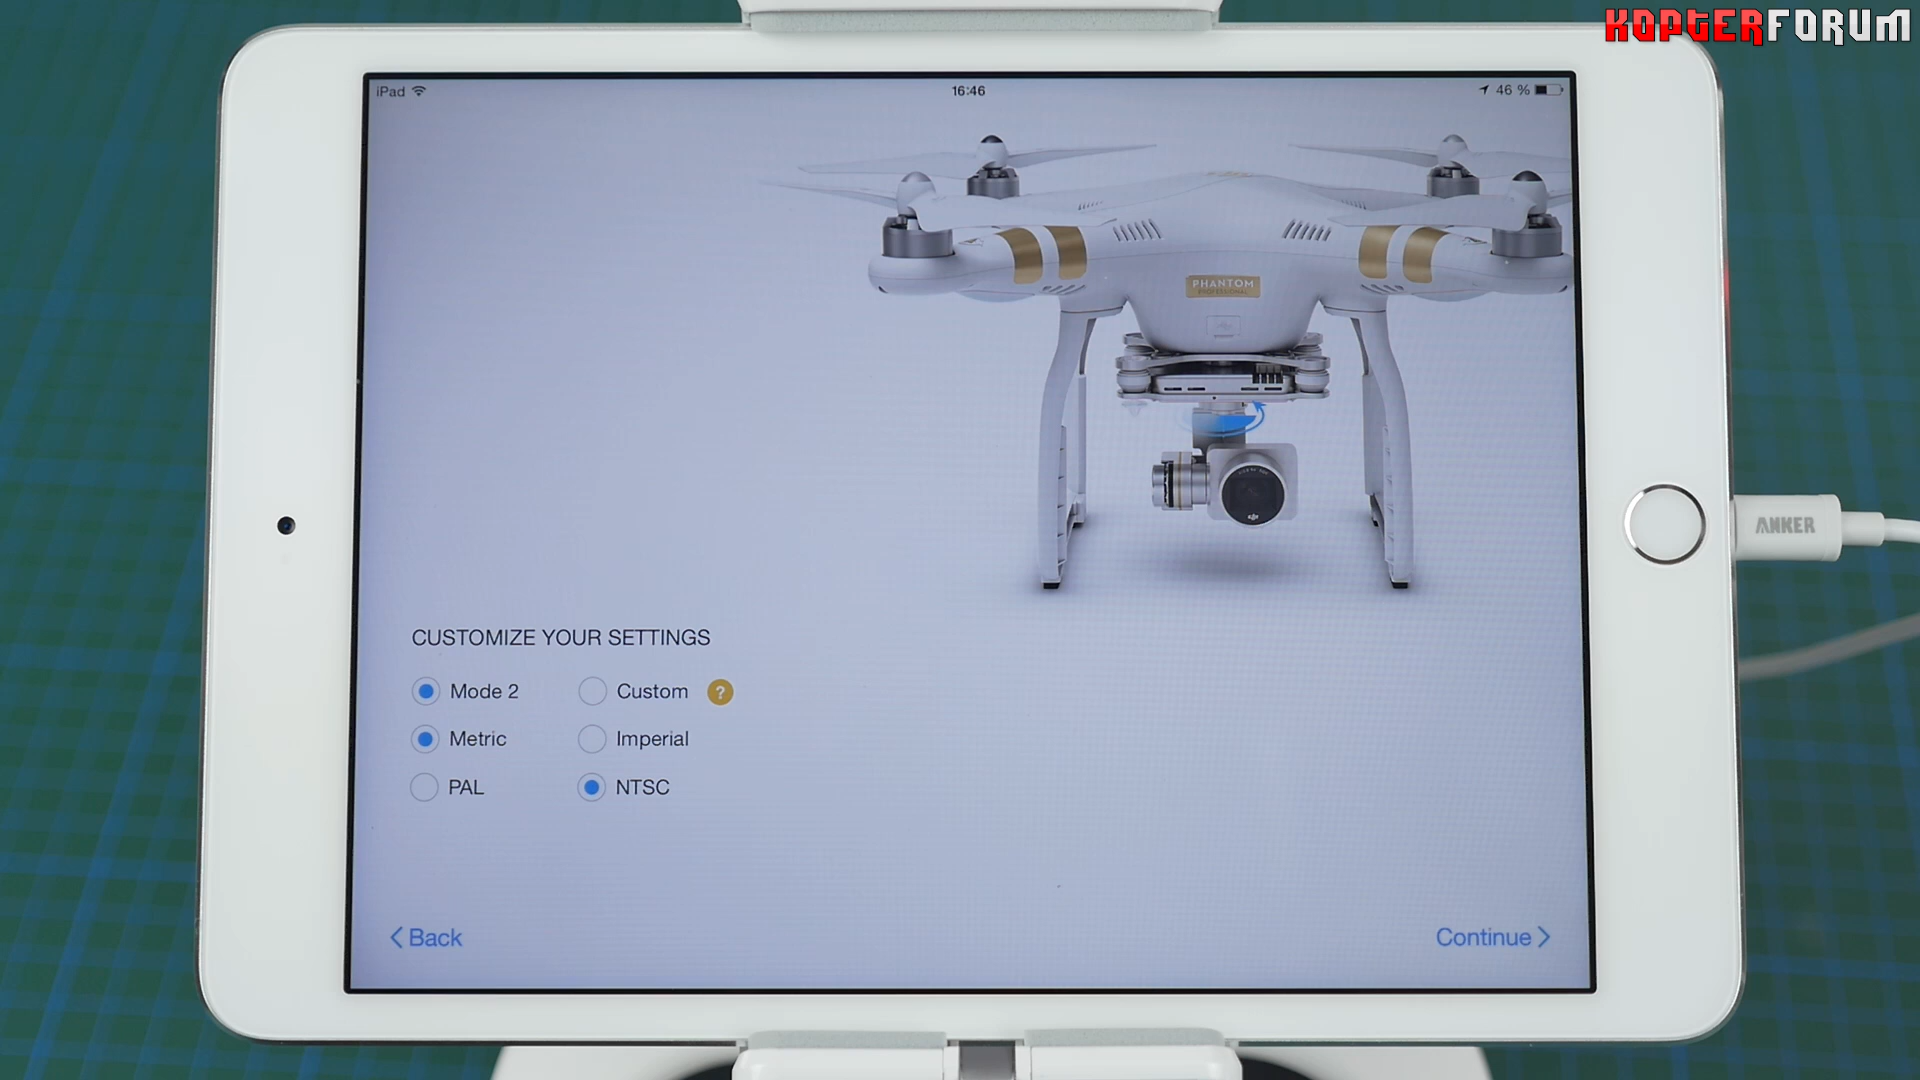 KOPTERFORUM
iPad 16:46 46 %
PHANTOM
PROFESSIONAL
ANKER
CUSTOMIZE YOUR SETTINGS
Mode 2 Custom ?
Metric Imperial
PAL NTSC
Back Continue